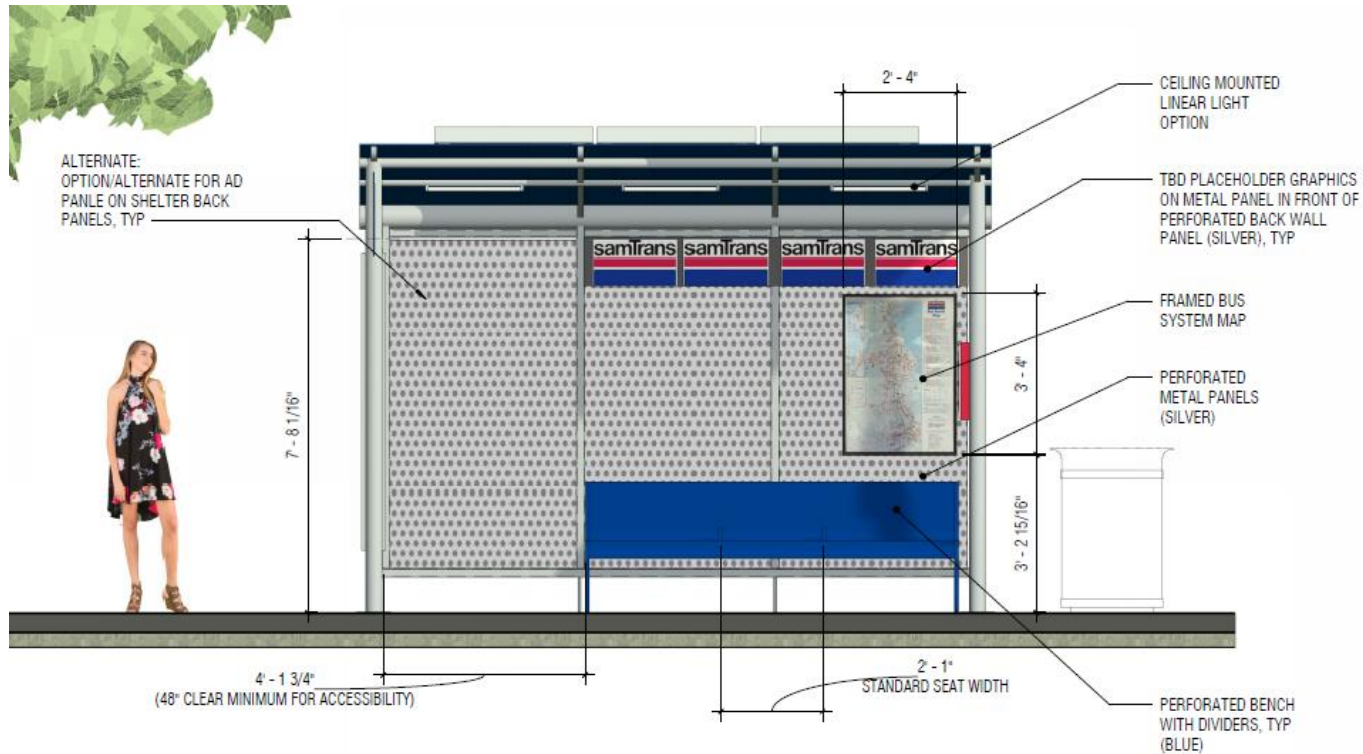 2' - 4"
CEILING MOUNTED
LINEAR LIGHT
OPTION
ALTERNATE:
OPTION/ALTERNATE FOR AD
PANLE ON SHELTER BACK
PANELS, TYP
TBD PLACEHOLDER GRAPHICS
ON METAL PANEL IN FRONT OF
PERFORATED BACK WALL
PANEL (SILVER), TYP
samTrans samTrans samTrans samTrans
FRAMED BUS
SYSTEM MAP
3' - 4"
PERFORATED
METAL PANELS
(SILVER)
7' - 8 1/16"
3' - 2 15/16"
4' - 1 3/4"
(48" CLEAR MINIMUM FOR ACCESSIBILITY)
2' - 1"
STANDARD SEAT WIDTH
PERFORATED BENCH
WITH DIVIDERS, TYP
(BLUE)